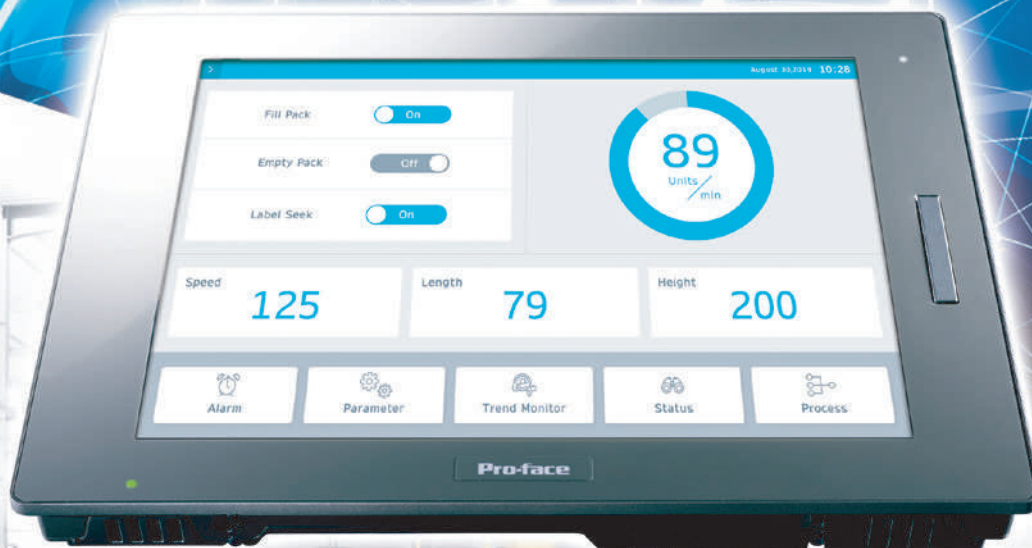 > August 30,2019 10:28
Fill Pack On
Empty Pack Off
Label Seek On
89
Units/min
Speed Length Height
125 79 200
Alarm Parameter Trend Monitor Status Process
Pro-face